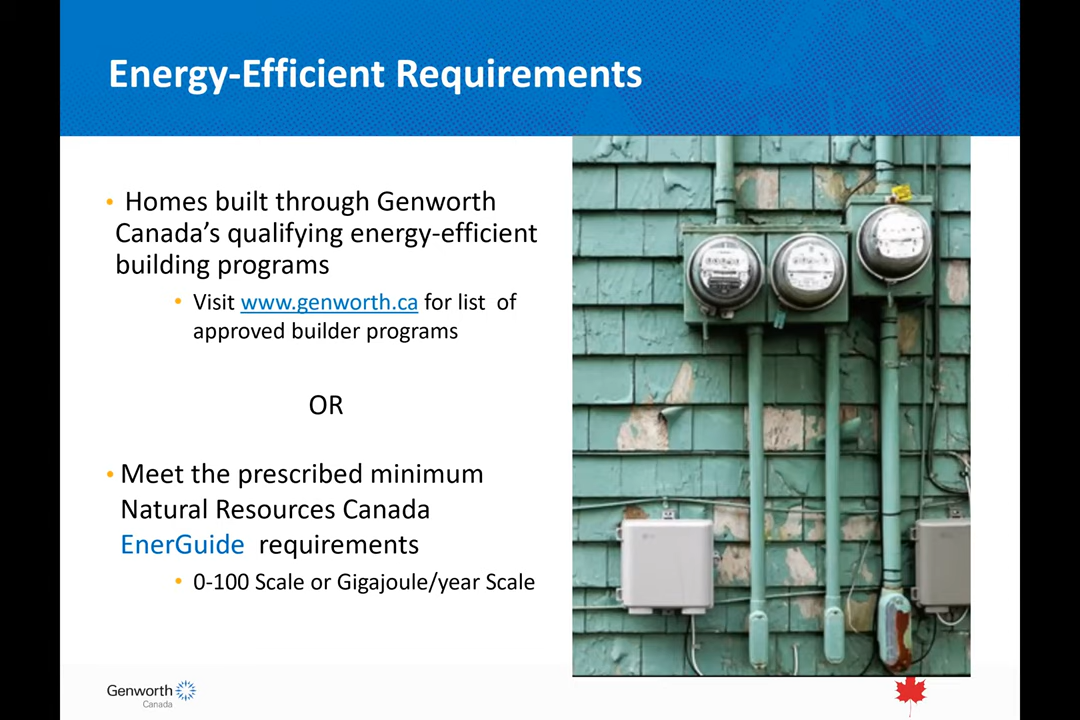 Energy-Efficient Requirements
• Homes built through Genworth
Canada's qualifying energy-efficient
building programs
• Visit www.genworth.ca for list of
approved builder programs
OR
• Meet the prescribed minimum
Natural Resources Canada
EnerGuide requirements
• 0-100 Scale or Gigajoule/year Scale
Genworth
Canada